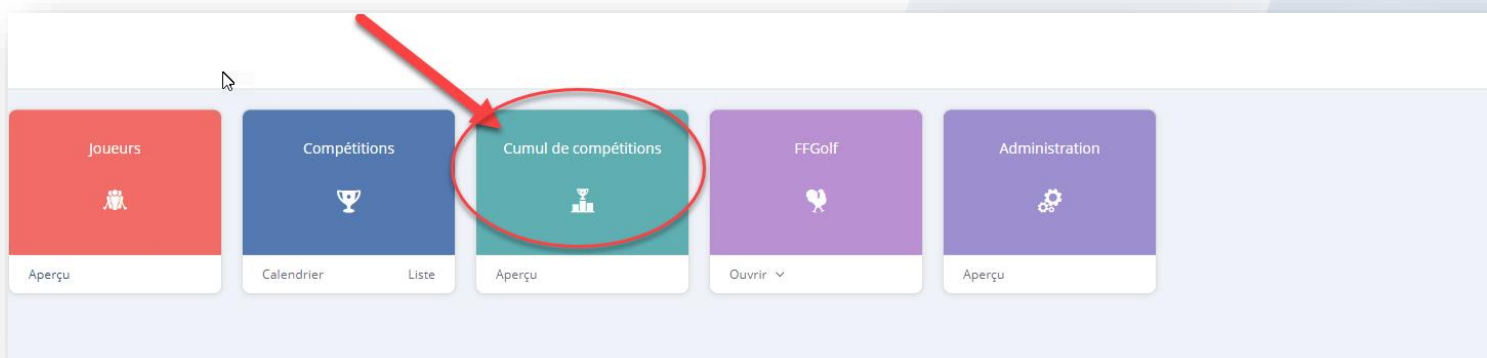 Joueurs
Compétitions
Cumul de compétitions
FFGolf
Administration
Aperçu
Calendrier
Liste
Aperçu
Ouvrir
Aperçu